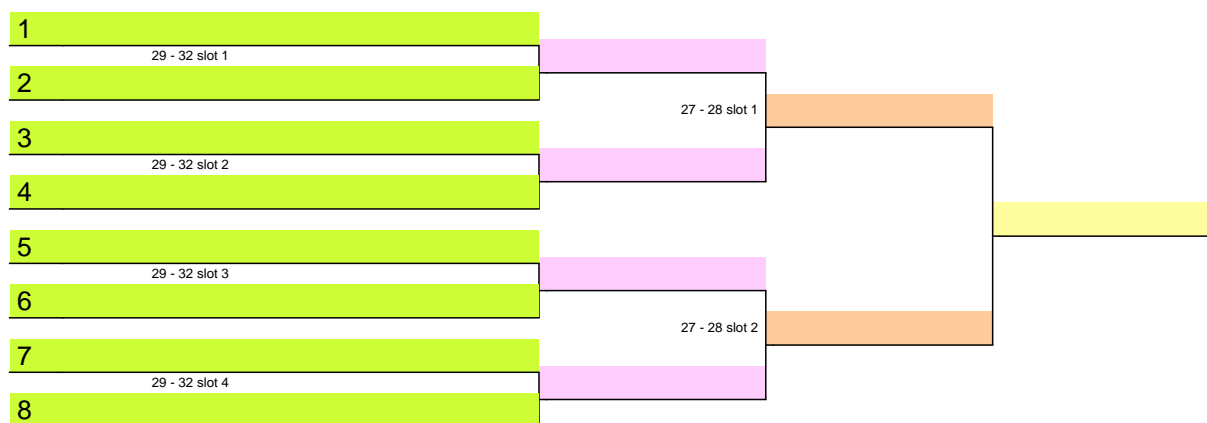 1
29 - 32 slot 1
2
27 - 28 slot 1
3
29 - 32 slot 2
4
5
29 - 32 slot 3
6
27 - 28 slot 2
7
29 - 32 slot 4
8